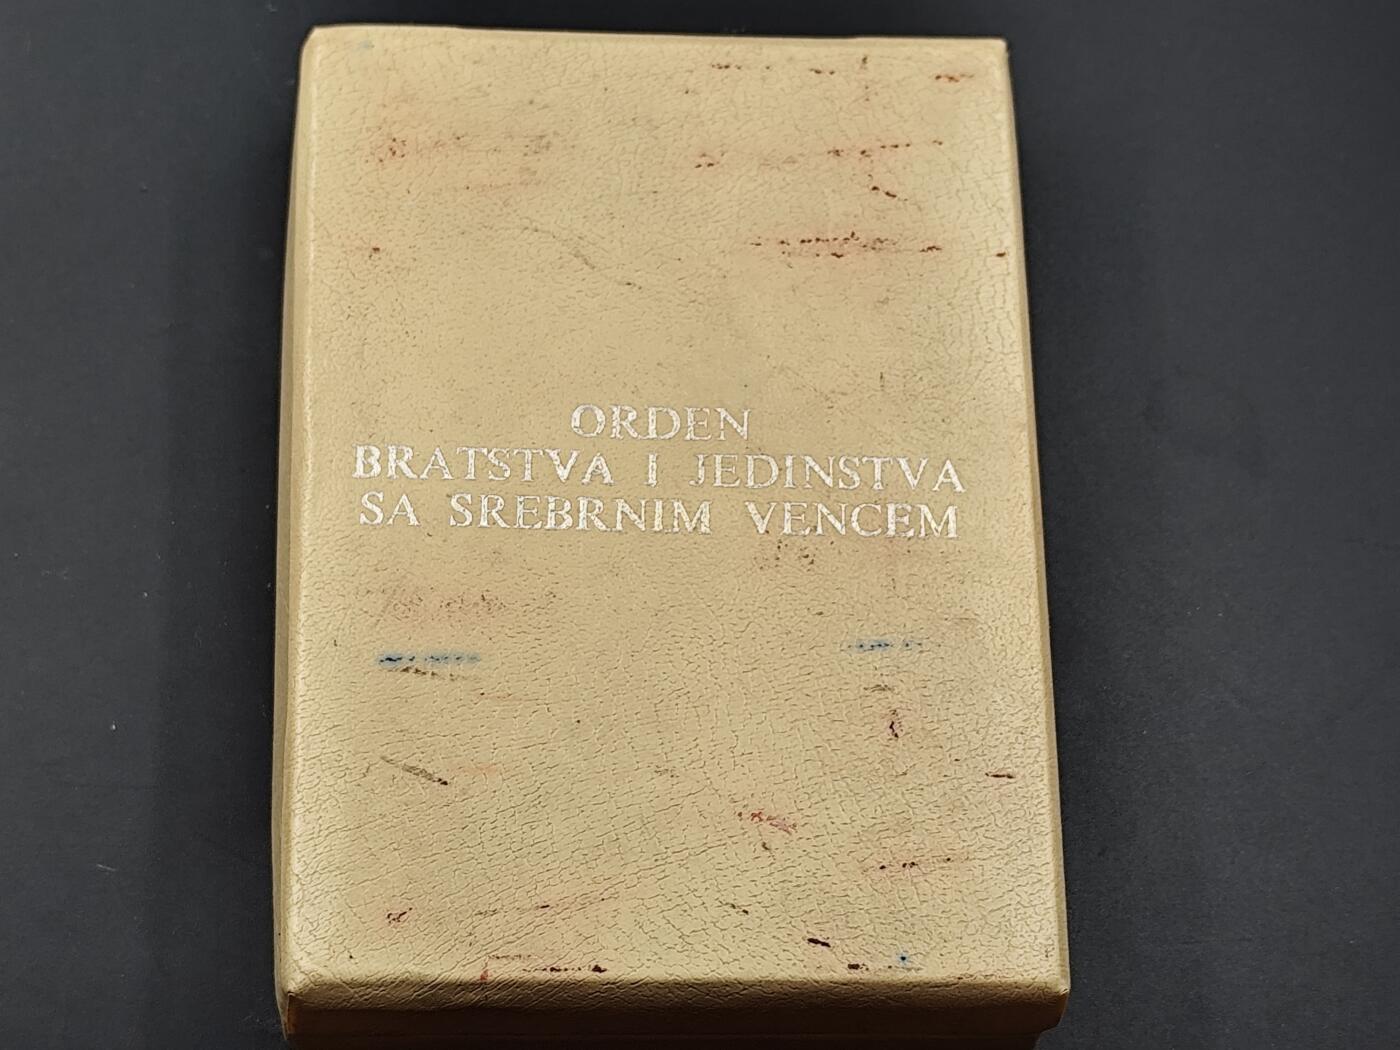 ORDEN
BRATSTVA I JEDINSTVA
SA SREBRNIM VENCEM